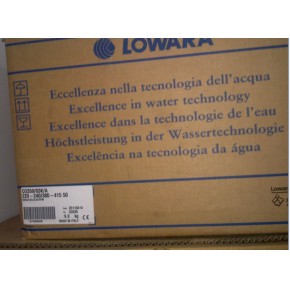 LOWARA
Eccellenza nella tecnologia dell'acqua
Excellence in water technology
Excellence dans la technologie de l'eau
Höchstleistung in der Wassertechnologie
Excelência na tecnologia da água